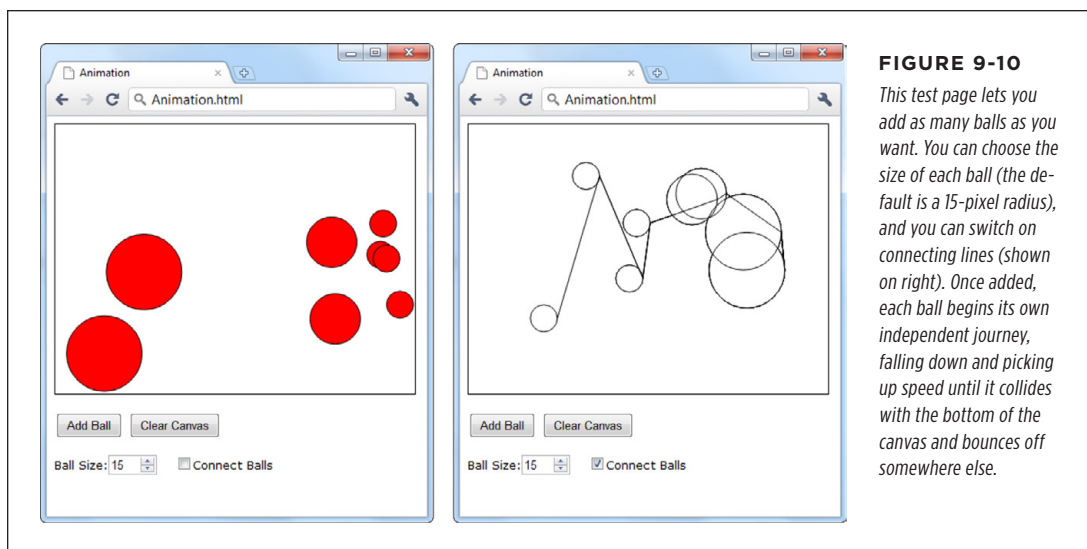 Animation
Animation.html
Add Ball
Clear Canvas
Ball Size: 15
Connect Balls
Animation
Animation.html
Add Ball
Clear Canvas
Ball Size: 15
Connect Balls
FIGURE 9-10
This test page lets you
add as many balls as you
want. You can choose the
size of each ball (the de-
fault is a 15-pixel radius),
and you can switch on
connecting lines (shown
on right). Once added,
each ball begins its own
independent journey,
falling down and picking
up speed until it collides
with the bottom of the
canvas and bounces off
somewhere else.